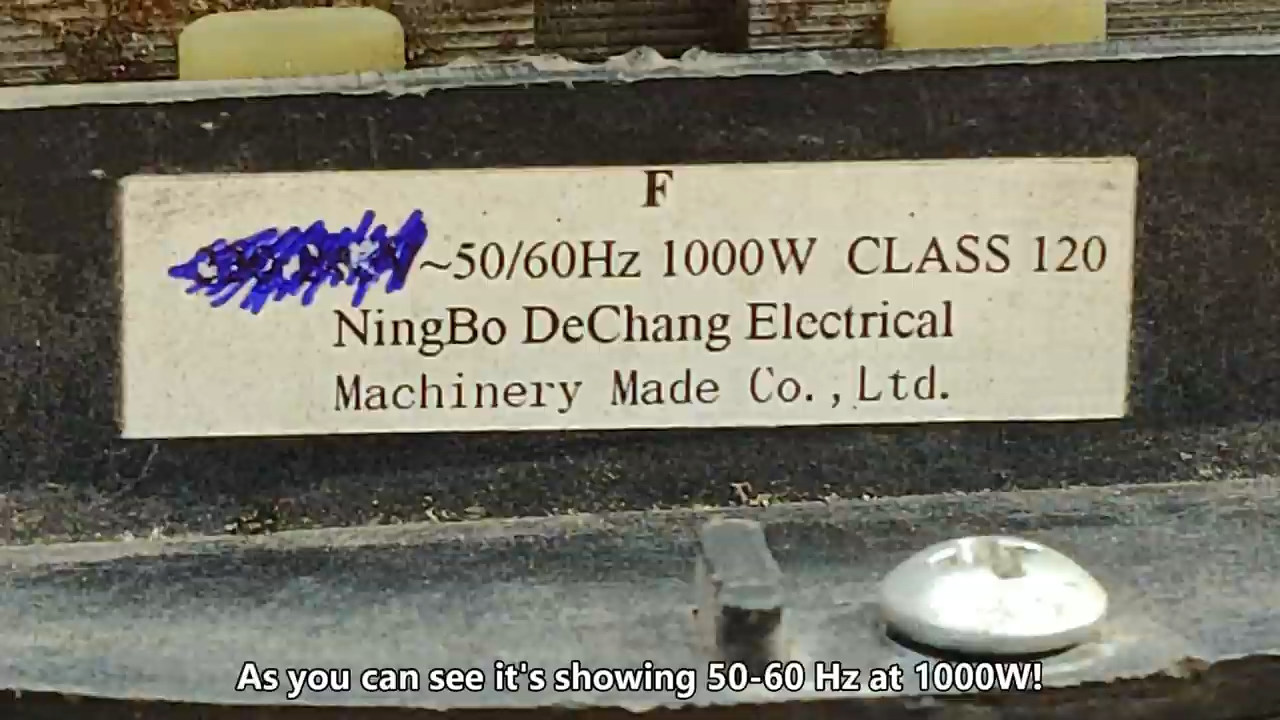 F
~50/60Hz 1000W CLASS 120
NingBo DeChang Electrical
Machinery Made Co.,Ltd.
As you can see it's showing 50-60 Hz at 1000W!